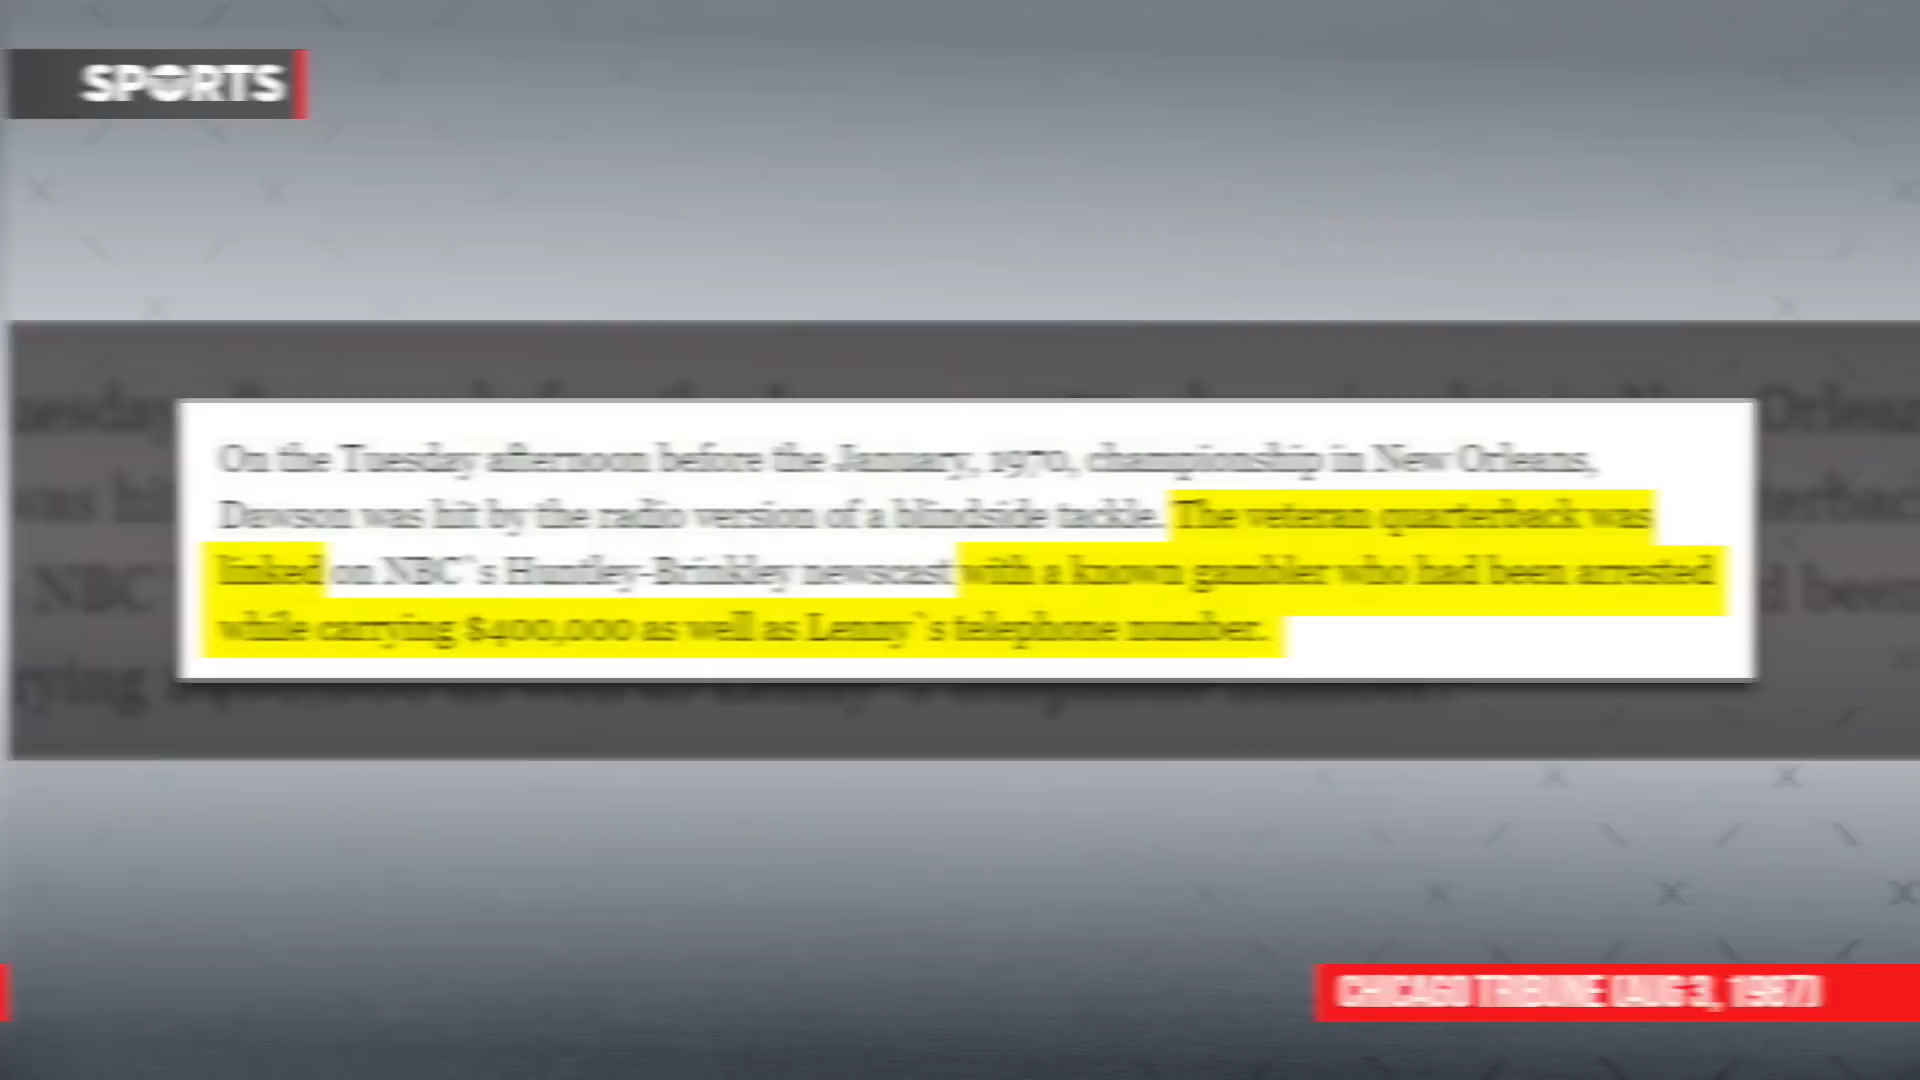 SPORTS
On the Tuesday afternoon before the January, 1970, championship in New Orleans,
Dawson was hit by the radio version of a blindside tackle. The veteran quarterback was
linked on NBC`s Huntley-Brinkley newscast with a known gambler who had been arrested
while carrying $400,000 as well as Lenny`s telephone number.
CHICAGO TRIBUNE (AUG 3, 1987)